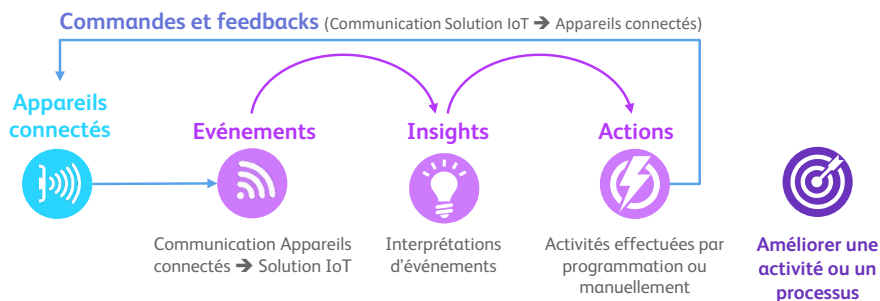 Commandes et feedbacks (Communication Solution IoT ➔ Appareils connectés)
Appareils
connectés
Evénements
Insights
Actions
Communication Appareils
connectés ➔ Solution IoT
Interprétations
d'événements
Activités effectuées par
programmation ou
manuellement
Améliorer une
activité ou un
processus